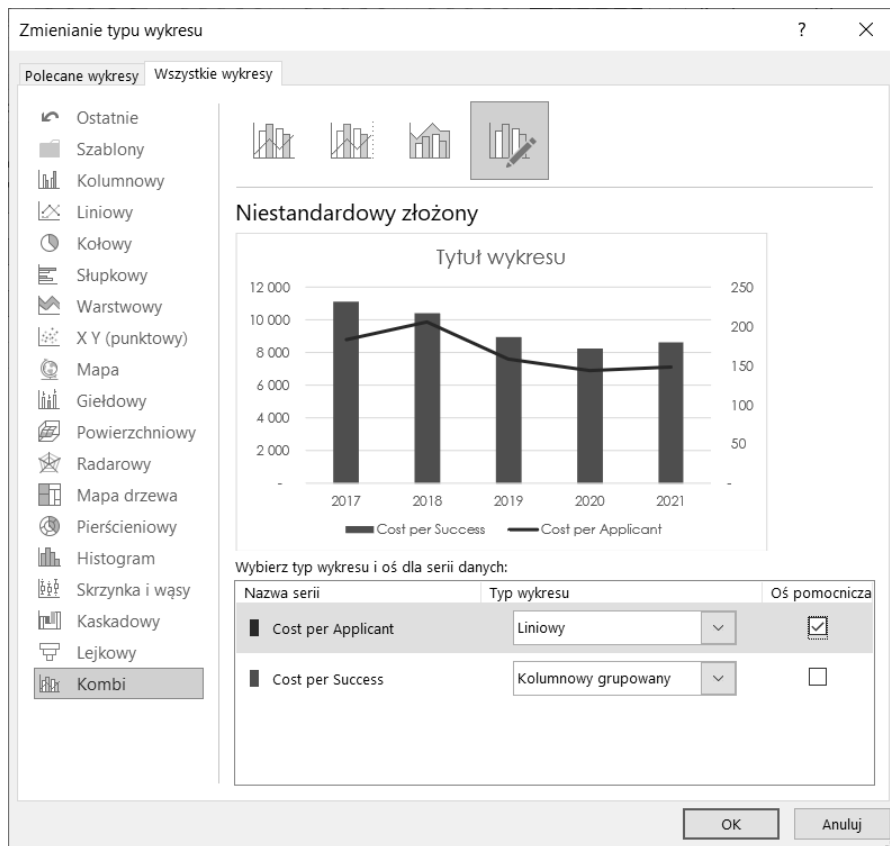 Zmienianie typu wykresu ?
Polecane wykresy Wszystkie wykresy
Ostatnie
Szablony
Kolumnowy
Liniowy
Kołowy
Słupkowy
Warstwowy
X Y (punktowy)
Mapa
Giełdowy
Powierzchniowy
Radarowy
Mapa drzewa
Pierścieniowy
Histogram
Skrzynka i wąsy
Kaskadowy
Lejkowy
Kombi
Niestandardowy złożony
Tytuł wykresu
12 000 250
10 000 200
8 000 150
6 000 100
4 000 50
2 000
- -
2017 2018 2019 2020 2021
Cost per Success Cost per Applicant
Wybierz typ wykresu i oś dla serii danych:
Nazwa serii Typ wykresu Oś pomocnicza
Cost per Applicant Liniowy
Cost per Success Kolumnowy grupowany
OK Anuluj